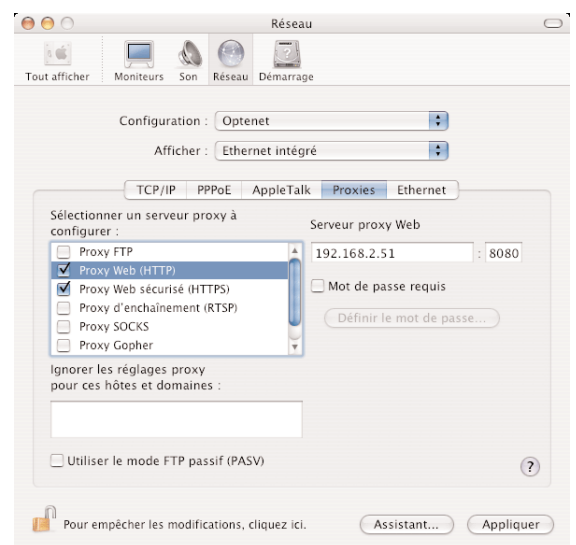 Réseau
Tout afficher
Moniteurs
Son
Réseau
Démarrage
Configuration : Optenet
Afficher : Ethernet intégré
TCP/IP PPPoE AppleTalk Proxies Ethernet
Sélectionner un serveur proxy à
configurer :
Proxy FTP
Proxy Web (HTTP)
Proxy Web sécurisé (HTTPS)
Proxy d'enchaînement (RTSP)
Proxy SOCKS
Proxy Gopher
Serveur proxy Web
192.168.2.51 : 8080
Mot de passe requis
Définir le mot de passe...
Ignorer les réglages proxy
pour ces hôtes et domaines :
Utiliser le mode FTP passif (PASV)
?
Pour empêcher les modifications, cliquez ici.
Assistant...
Appliquer